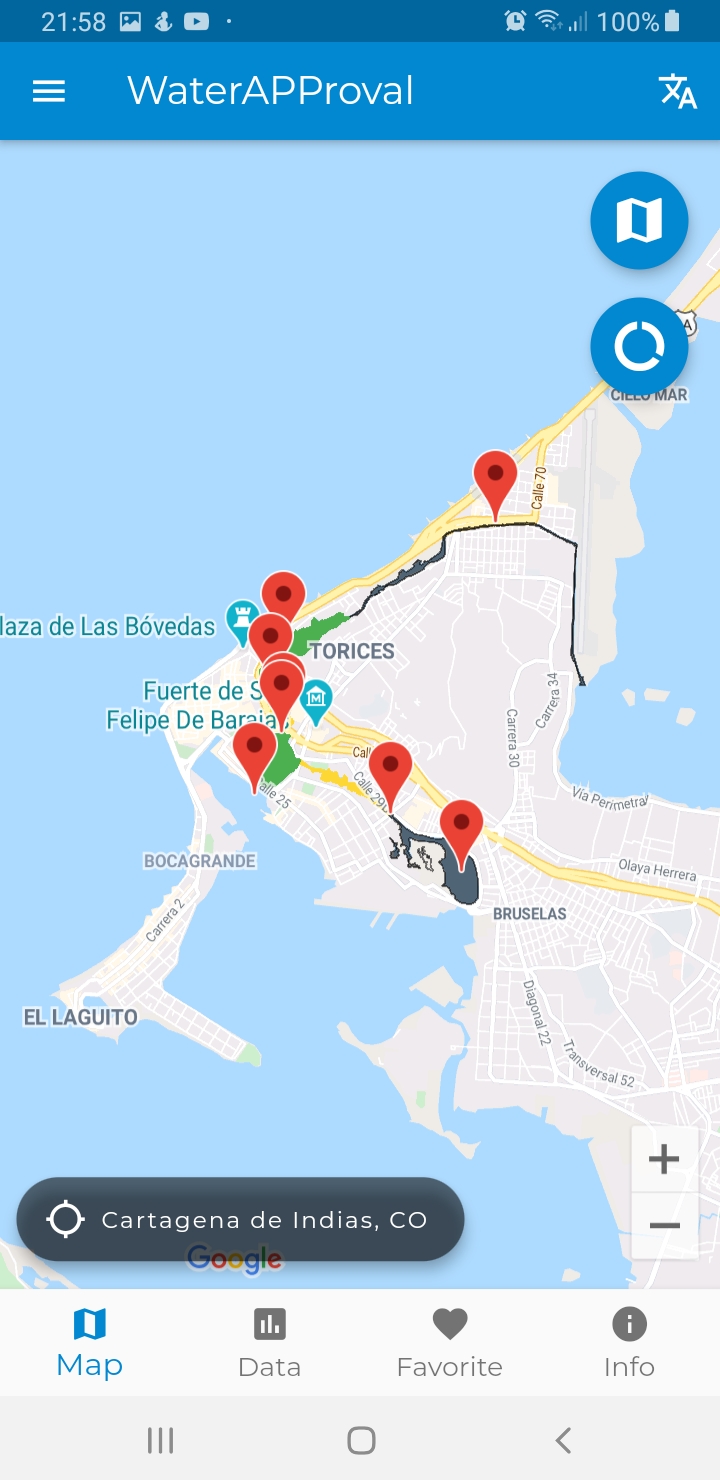 21:58
100%
WaterAPProval
A
CIELO MAR
Calle 70
laza de Las Bóvedas
TORICES
Fuerte de S
Felipe De Barajas
Carrera 34
Carrera 30
Call
Calle 29
Calle 25
Via Perimetral
BOCAGRANDE
Olaya Herrera
Carrera 2
BRUSELAS
EL LAGUITO
Diagonal 22
Transversal 52
+
−
Cartagena de Indias, CO
Google
Map
Data
Favorite
Info